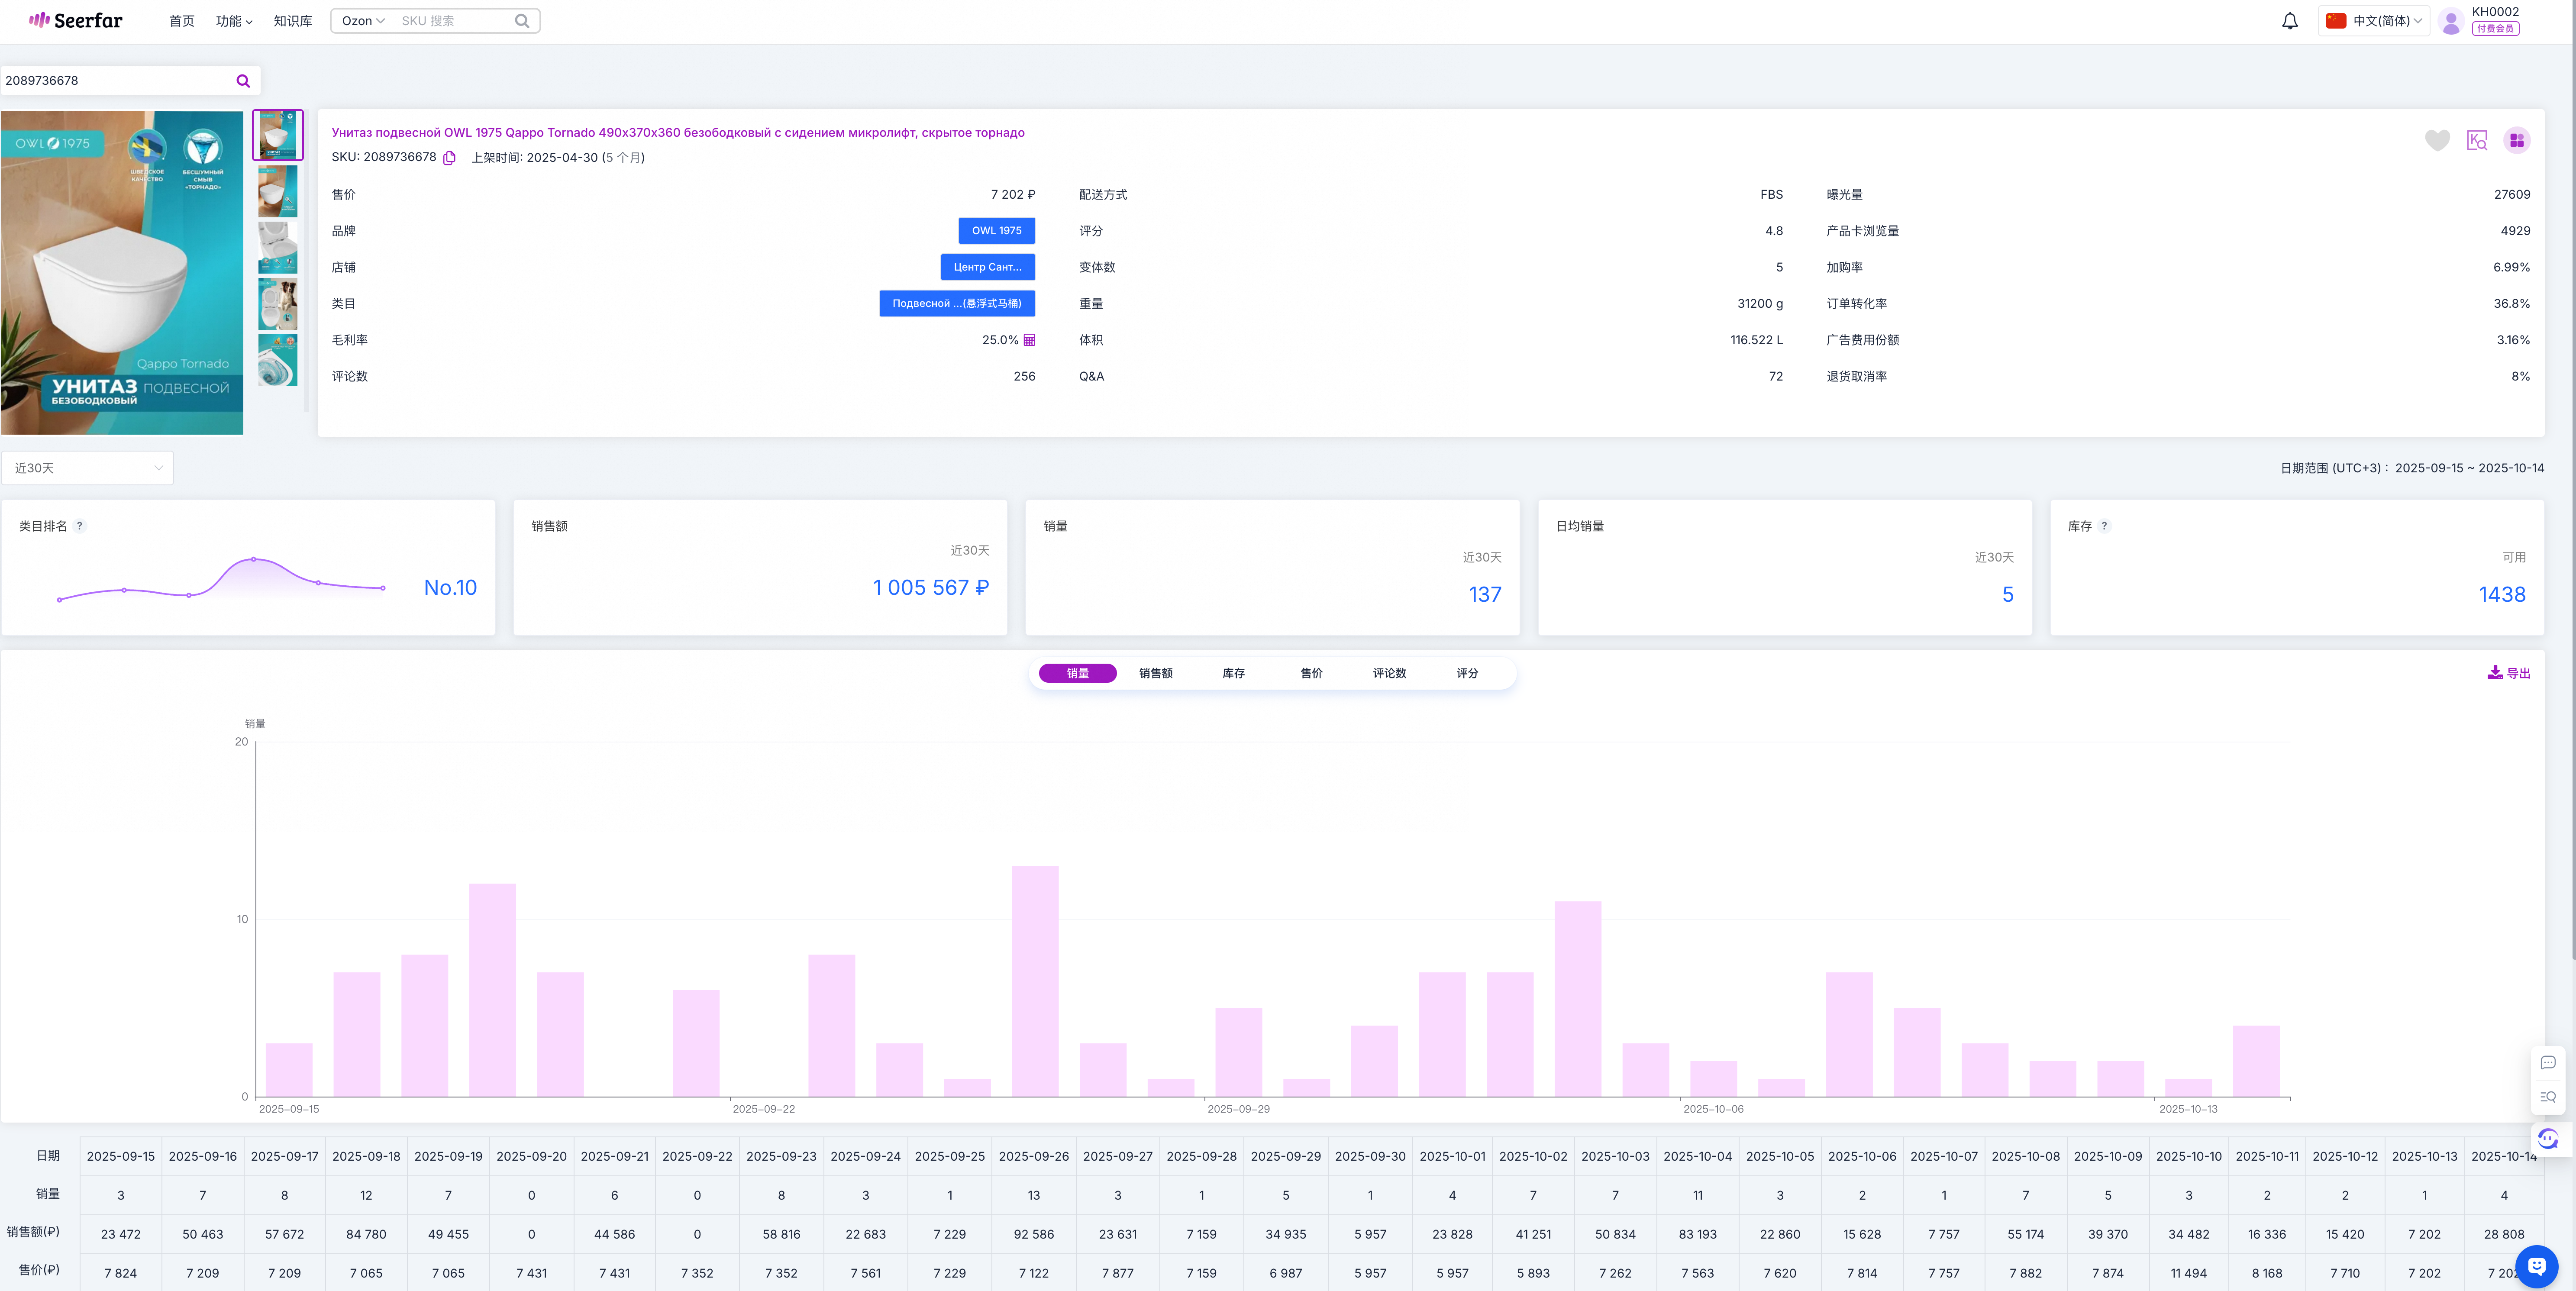 Seerfar 首页 功能 知识库 Ozon SKU 搜索 中文(简体) KH0002
付费会员
2089736678
OWL 1975
ШВЕДСКОЕ КАЧЕСТВО
БЕСШУМНЫЙ СМЫВ «ТОРНАДО»
Qappo Tornado
УНИТАЗ ПОДВЕСНОЙ
БЕЗОБОДКОВЫЙ
Унитаз подвесной OWL 1975 Qappo Tornado 490x370x360 безободковый с сидением микролифт, скрытое торнадо
SKU: 2089736678 上架时间: 2025-04-30 (5 个月)
售价 7 202 ₽ 配送方式 FBS 曝光量 27609
品牌 OWL 1975 评分 4.8 产品卡浏览量 4929
店铺 Центр Сант... 变体数 5 加购率 6.99%
类目 Подвесной ...(悬浮式马桶) 重量 31200 g 订单转化率 36.8%
毛利率 25.0% 体积 116.522 L 广告费用份额 3.16%
评论数 256 Q&A 72 退货取消率 8%
近30天 日期范围 (UTC+3)： 2025-09-15 ~ 2025-10-14
类目排名 ? No.10
销售额 近30天 1 005 567 ₽
销量 近30天 137
日均销量 近30天 5
库存 ? 可用 1438
销量 销售额 库存 售价 评论数 评分 导出
销量
20
10
0
2025-09-15 2025-09-22 2025-09-29 2025-10-06 2025-10-13
日期 2025-09-15 2025-09-16 2025-09-17 2025-09-18 2025-09-19 2025-09-20 2025-09-21 2025-09-22 2025-09-23 2025-09-24 2025-09-25 2025-09-26 2025-09-27 2025-09-28 2025-09-29 2025-09-30 2025-10-01 2025-10-02 2025-10-03 2025-10-04 2025-10-05 2025-10-06 2025-10-07 2025-10-08 2025-10-09 2025-10-10 2025-10-11 2025-10-12 2025-10-13 2025-10-14
销量 3 7 8 12 7 0 6 0 8 3 1 13 3 1 5 1 4 7 7 11 3 2 1 7 5 3 2 2 1 4
销售额(₽) 23 472 50 463 57 672 84 780 49 455 0 44 586 0 58 816 22 683 7 229 92 586 23 631 7 159 34 935 5 957 23 828 41 251 50 834 83 193 22 860 15 628 7 757 55 174 39 370 34 482 16 336 15 420 7 202 28 808
售价(₽) 7 824 7 209 7 209 7 065 7 065 7 431 7 431 7 352 7 352 7 561 7 229 7 122 7 877 7 159 6 987 5 957 5 957 5 893 7 262 7 563 7 620 7 814 7 757 7 882 7 874 11 494 8 168 7 710 7 202 7 202